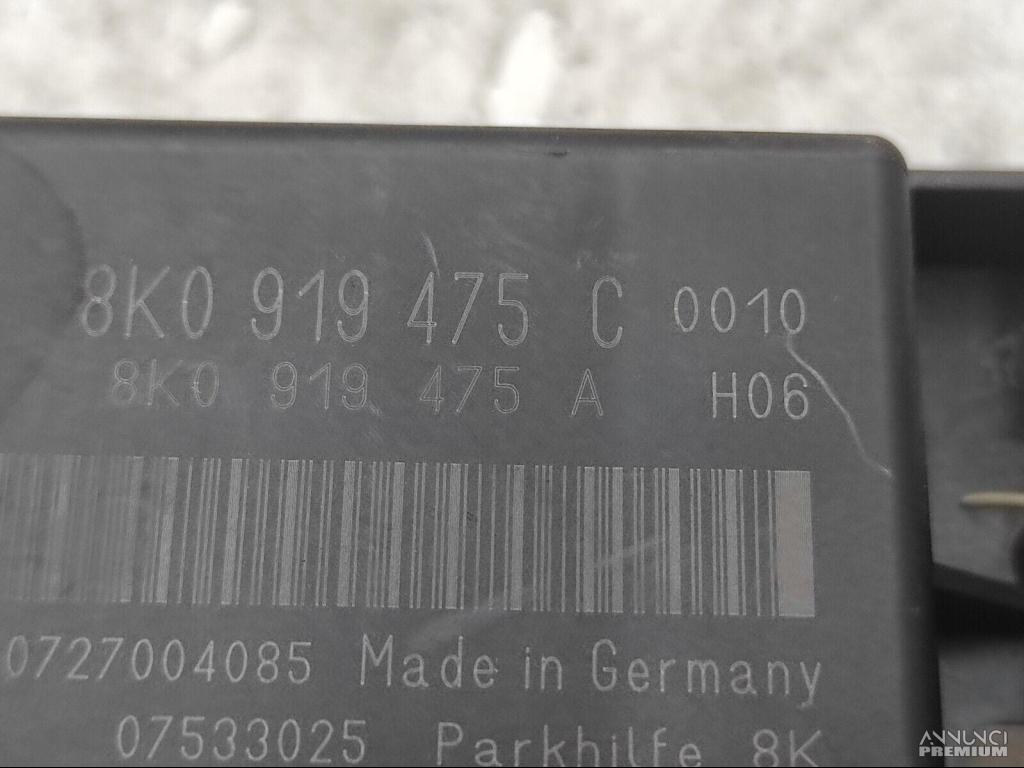 8K0 919 475 C 0010
8K0 919 475 A H06
0727004085 Made in Germany
07533025 Parkhilfe 8K
ANNUNCI
PREMIUM